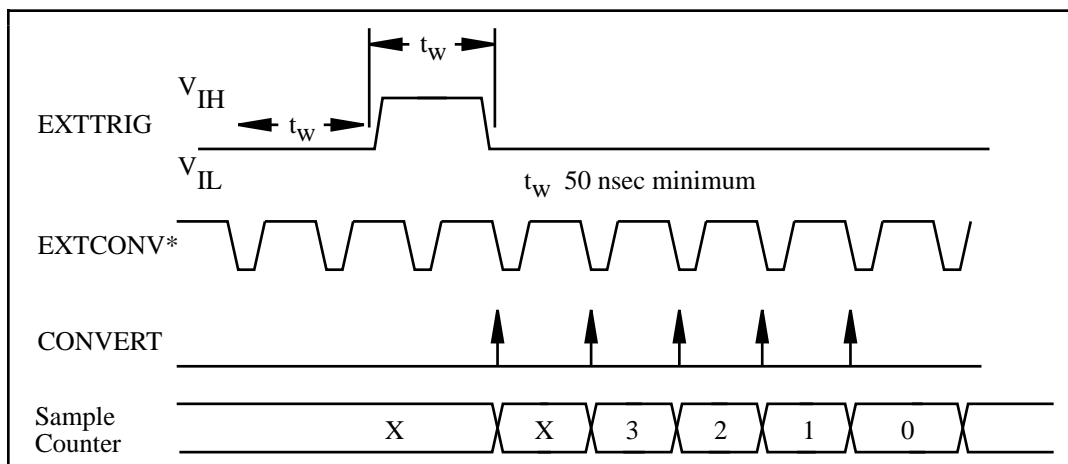 tw
VIH
EXTTRIG
tw
VIL
tw 50 nsec minimum
EXTCONV*
CONVERT
Sample
Counter
X X 3 2 1 0